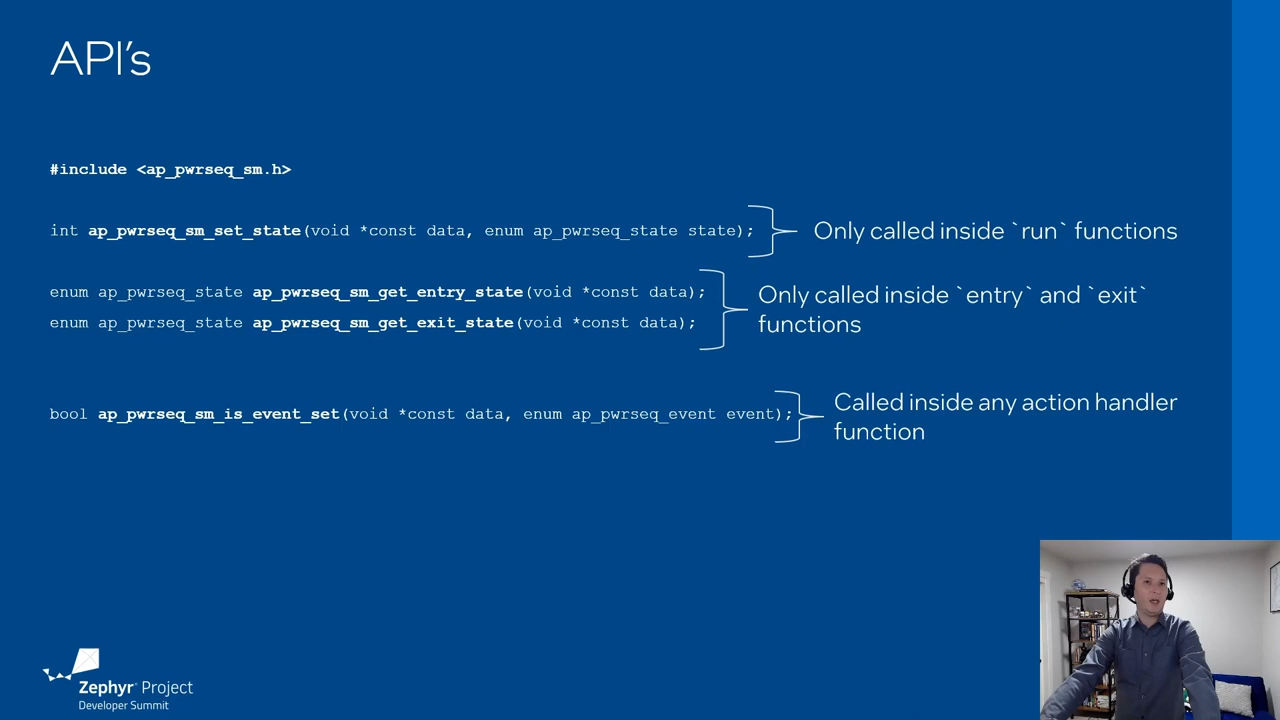 API's
#include <ap_pwrseq_sm.h>
int ap_pwrseq_sm_set_state(void *const data, enum ap_pwrseq_state state);
Only called inside `run` functions
enum ap_pwrseq_state ap_pwrseq_sm_get_entry_state(void *const data);
enum ap_pwrseq_state ap_pwrseq_sm_get_exit_state(void *const data);
Only called inside `entry` and `exit`
functions
bool ap_pwrseq_sm_is_event_set(void *const data, enum ap_pwrseq_event event);
Called inside any action handler
function
Zephyr® Project
Developer Summit